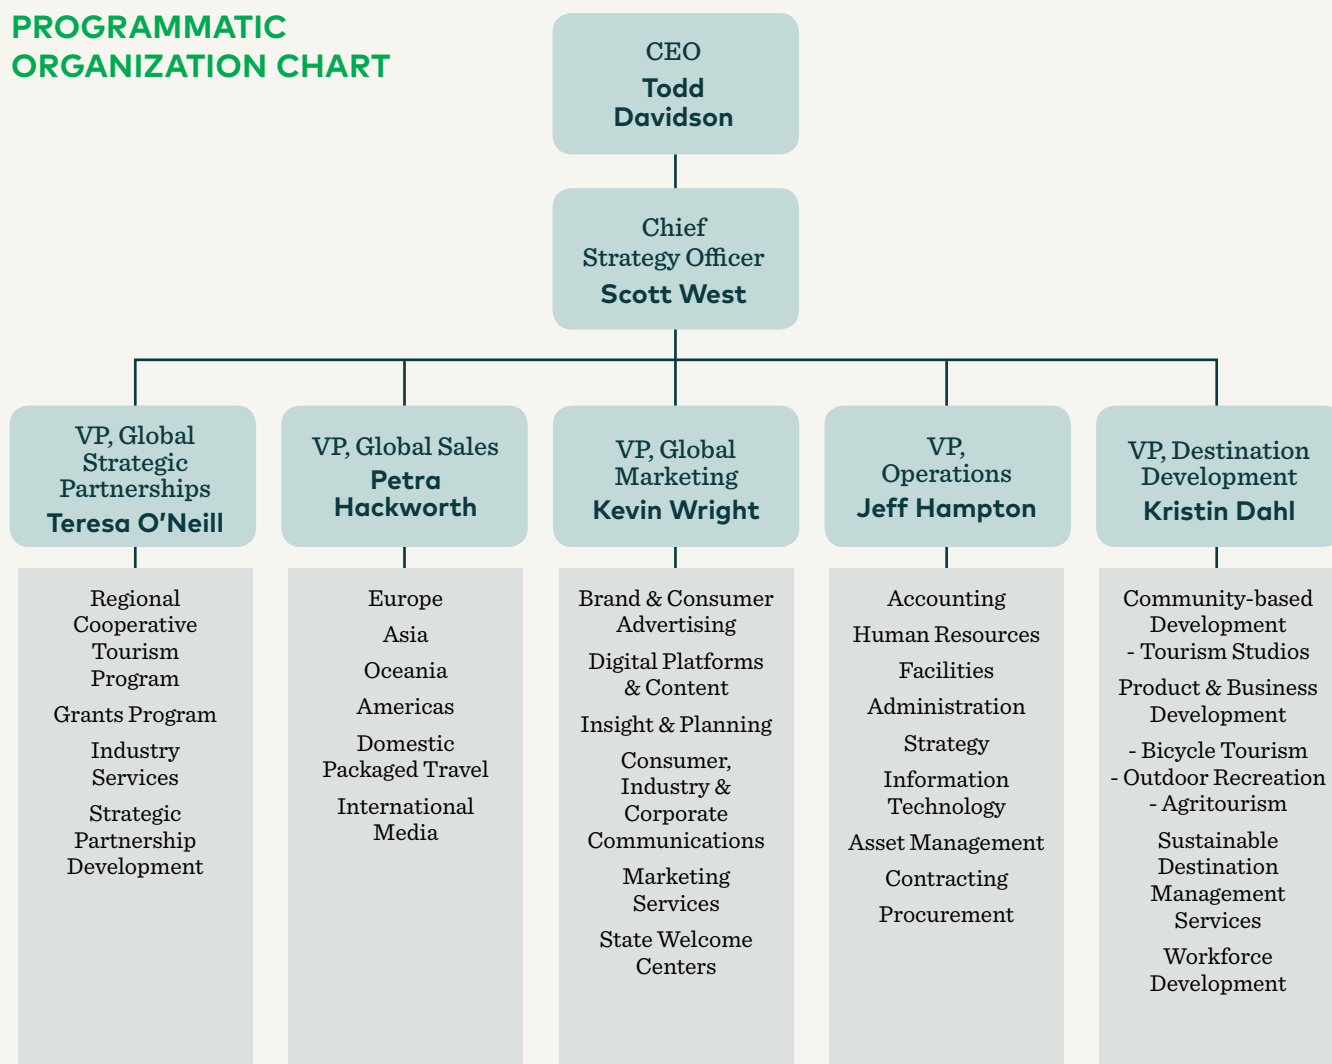 PROGRAMMATIC
ORGANIZATION CHART
CEO
Todd
Davidson
Chief
Strategy Officer
Scott West
VP, Global
Strategic
Partnerships
Teresa O'Neill
VP, Global Sales
Petra
Hackworth
VP, Global
Marketing
Kevin Wright
VP,
Operations
Jeff Hampton
VP, Destination
Development
Kristin Dahl
Regional
Cooperative
Tourism
Program
Grants Program
Industry
Services
Strategic
Partnership
Development
Europe
Asia
Oceania
Americas
Domestic
Packaged Travel
International
Media
Brand & Consumer
Advertising
Digital Platforms
& Content
Insight & Planning
Consumer,
Industry &
Corporate
Communications
Marketing
Services
State Welcome
Centers
Accounting
Human Resources
Facilities
Administration
Strategy
Information
Technology
Asset Management
Contracting
Procurement
Community-based
Development
- Tourism Studios
Product & Business
Development
- Bicycle Tourism
- Outdoor Recreation
- Agritourism
Sustainable
Destination
Management
Services
Workforce
Development